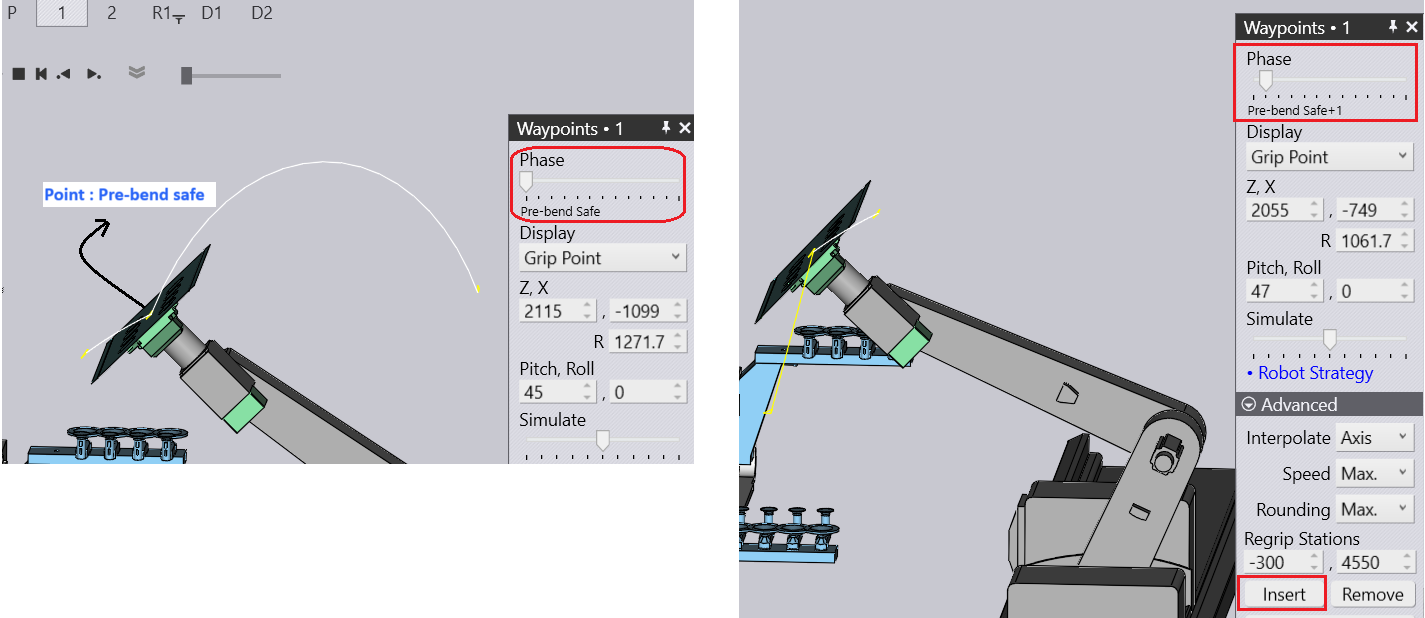 P 1 2 R1 D1 D2
Point : Pre-bend safe
Waypoints • 1
Phase
Pre-bend Safe
Display
Grip Point
Z, X
2115 , -1099
R 1271.7
Pitch, Roll
45 , 0
Simulate
Waypoints • 1
Phase
Pre-bend Safe+1
Display
Grip Point
Z, X
2055 , -749
R 1061.7
Pitch, Roll
47 , 0
Simulate
• Robot Strategy
Advanced
Interpolate Axis
Speed Max.
Rounding Max.
Regrip Stations
-300 , 4550
Insert Remove